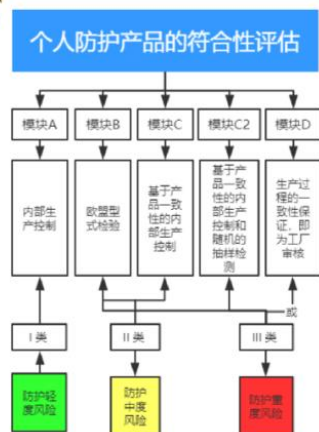 个人防护产品的符合性评估
模块A
模块B
模块C
模块C2
模块D
内部生
产控制
欧盟型
式检验
基于产
品一致
性的内
部生产
控制
基于产
品一致
性的内
部生产
控制和
随机的
抽样检
测
生产过
程的一
致性保
证，即
为工厂
审核
或
I 类
II 类
III 类
防护轻
度风险
防护
中度
风险
防护重
度风险